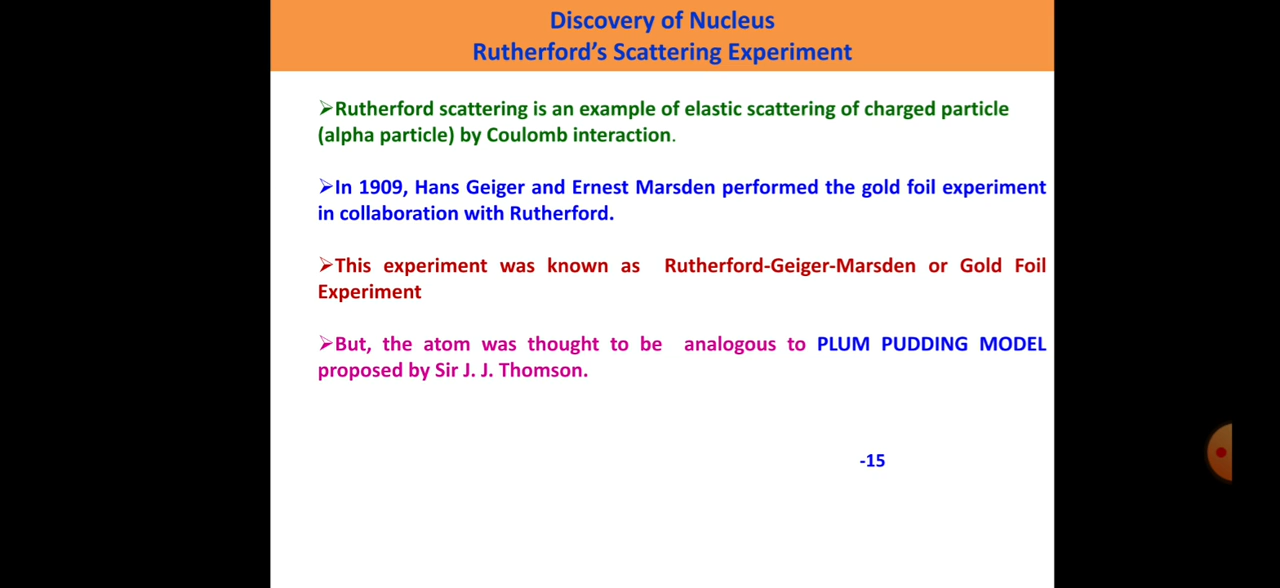 Discovery of Nucleus
Rutherford’s Scattering Experiment
➢Rutherford scattering is an example of elastic scattering of charged particle
(alpha particle) by Coulomb interaction.
➢In 1909, Hans Geiger and Ernest Marsden performed the gold foil experiment
in collaboration with Rutherford.
➢This experiment was known as Rutherford-Geiger-Marsden or Gold Foil
Experiment
➢But, the atom was thought to be analogous to PLUM PUDDING MODEL
proposed by Sir J. J. Thomson.
-15